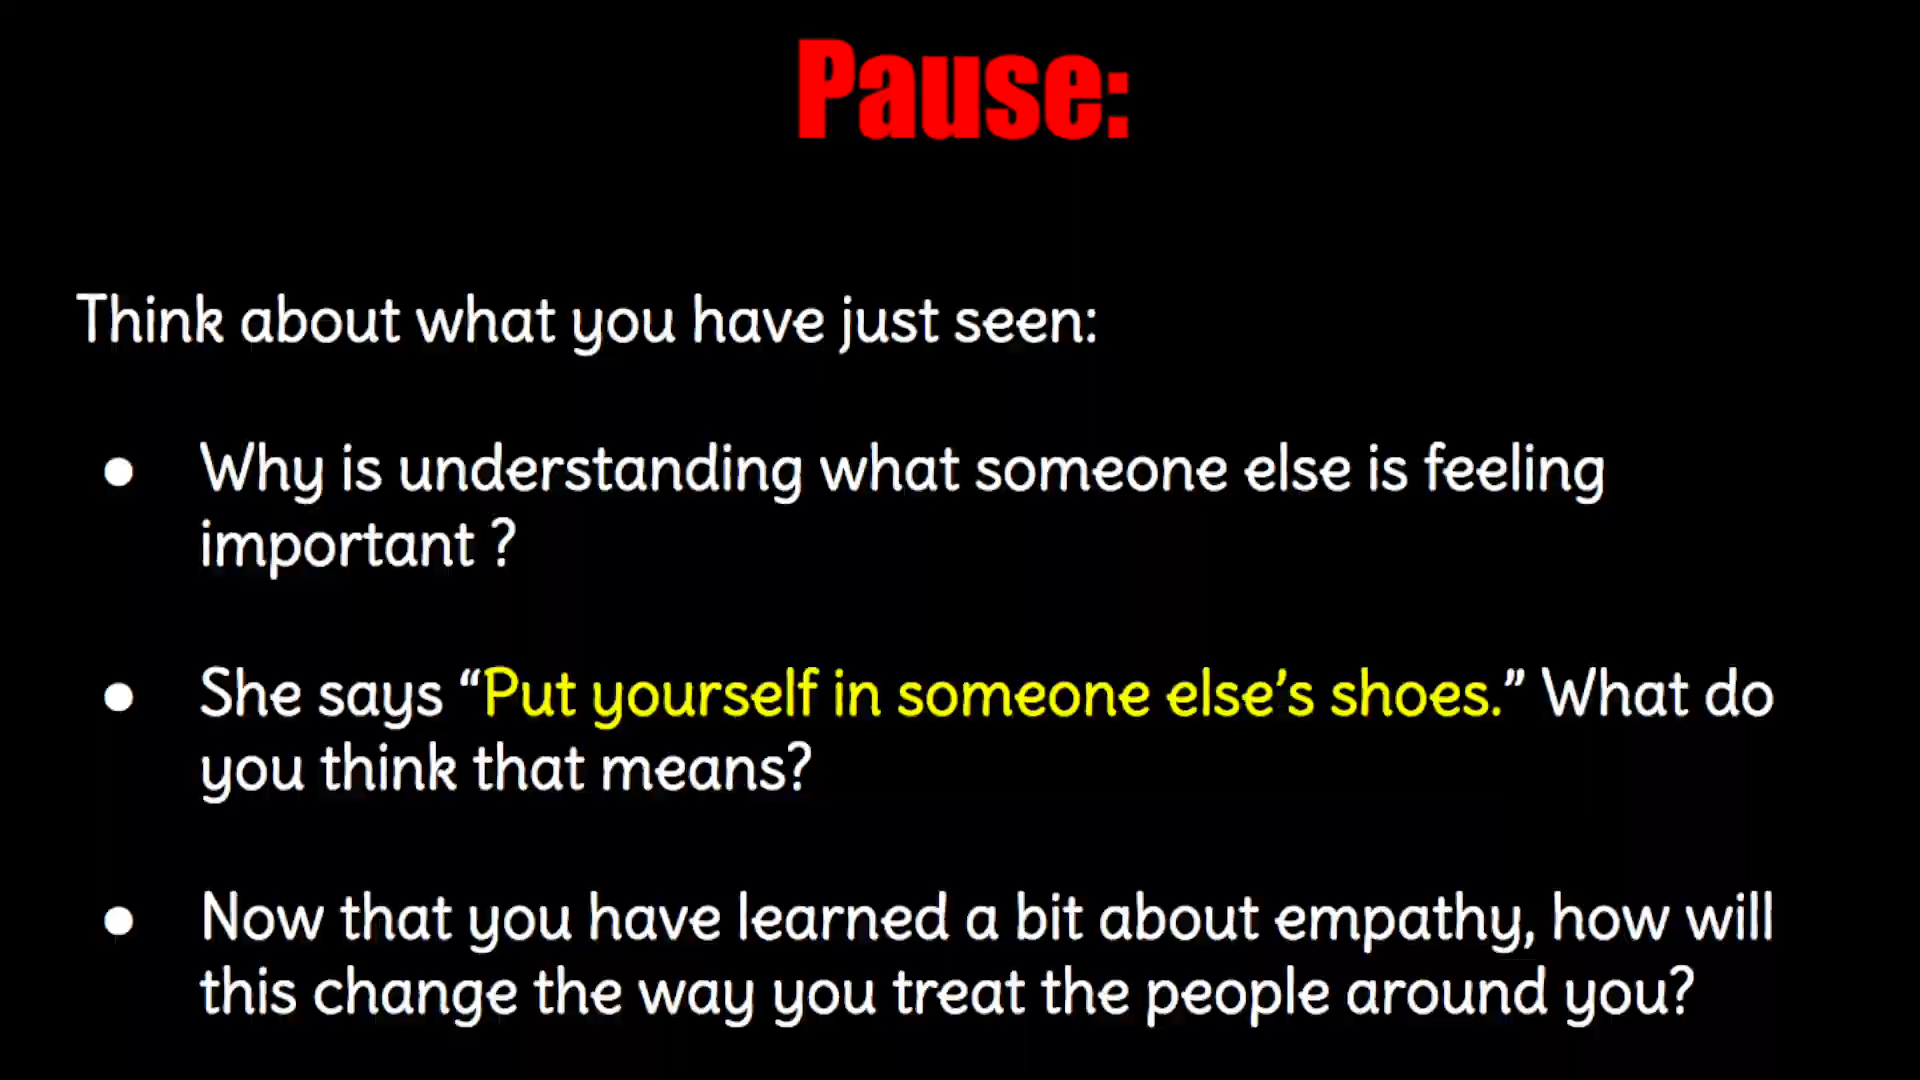 Pause:
Think about what you have just seen:
● Why is understanding what someone else is feeling
important ?
● She says “Put yourself in someone else’s shoes.” What do
you think that means?
● Now that you have learned a bit about empathy, how will
this change the way you treat the people around you?